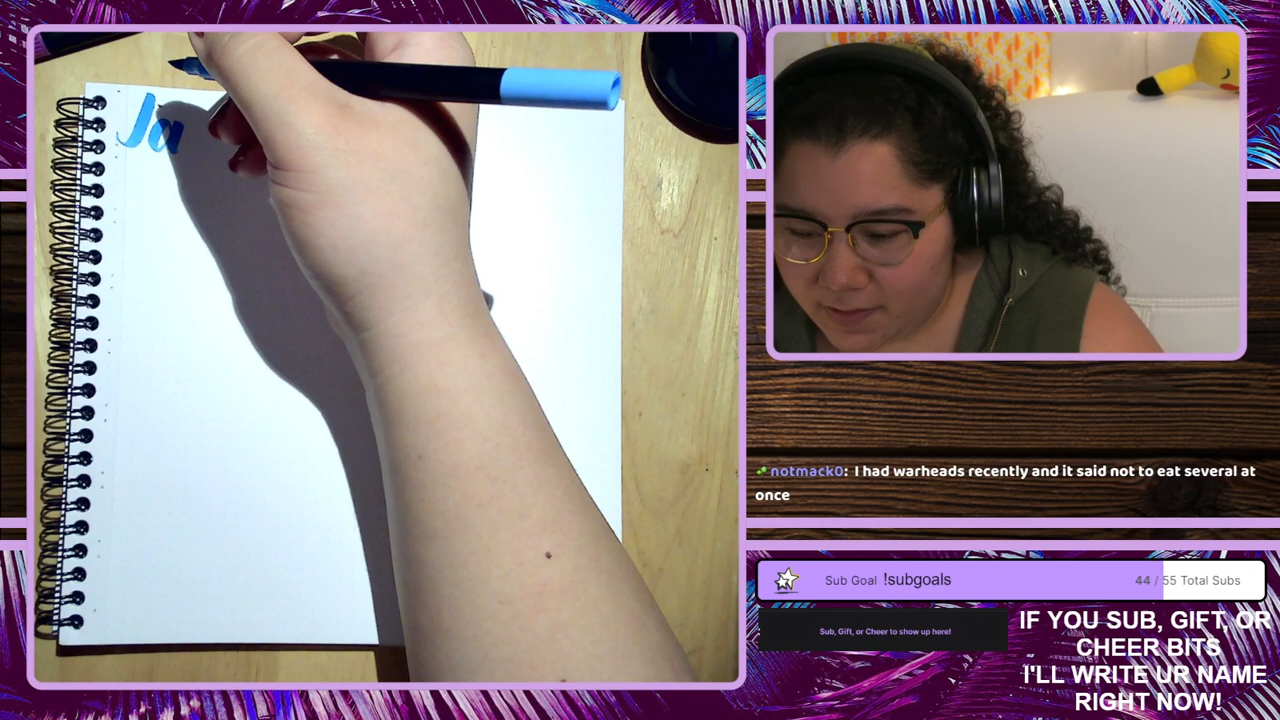 Ja
notmack0: I had warheads recently and it said not to eat several at
once
Sub Goal !subgoals 44 / 55 Total Subs
Sub, Gift, or Cheer to show up here!
IF YOU SUB, GIFT, OR
CHEER BITS
I'LL WRITE UR NAME
RIGHT NOW!